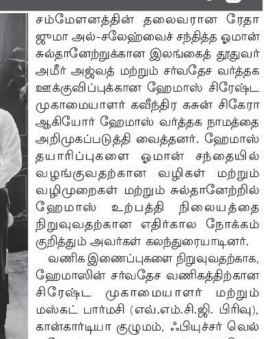 சம்மேளனத்தின் தலைவரான ரேதா
ஜுமா அல்-சலேஹ்வைச் சந்தித்த ஓமான்
சுல்தானேற்றுக்கான இலங்கைத் தூதுவர்
அமீர் அஜ்வத் மற்றும் சர்வதேச வர்த்தக
ஊக்குவிப்புக்கான ஹேமாஸ் சிரேஷ்ட
முகாமையாளர் கவீந்திர கசுன் சிகேரா
ஆகியோர் ஹேமாஸ் வர்த்தக நாமத்தை
அறிமுகப்படுத்தி வைத்தனர். ஹேமாஸ்
தயாரிப்புகளை ஓமான் சந்தையில்
வழங்குவதற்கான வழிகள் மற்றும்
வழிமுறைகள் மற்றும் சுல்தானேற்றில்
ஹேமாஸ் உற்பத்தி நிலையத்தை
நிறுவுவதற்கான எதிர்கால நோக்கம்
குறித்தும் அவர்கள் கலந்துரையாடினர்.
வணிக இணைப்புகளை நிறுவுவதற்காக,
ஹேமாஸின் சர்வதேச வணிகத்திற்கான
சிரேஷ்ட முகாமையாளர் மற்றும்
மஸ்கட் பார்மசி (எவ்.எம்.சி.ஜி. பிரிவு),
கான்கார்டியா குழுமம், ஃபியுச்சர் வெல்